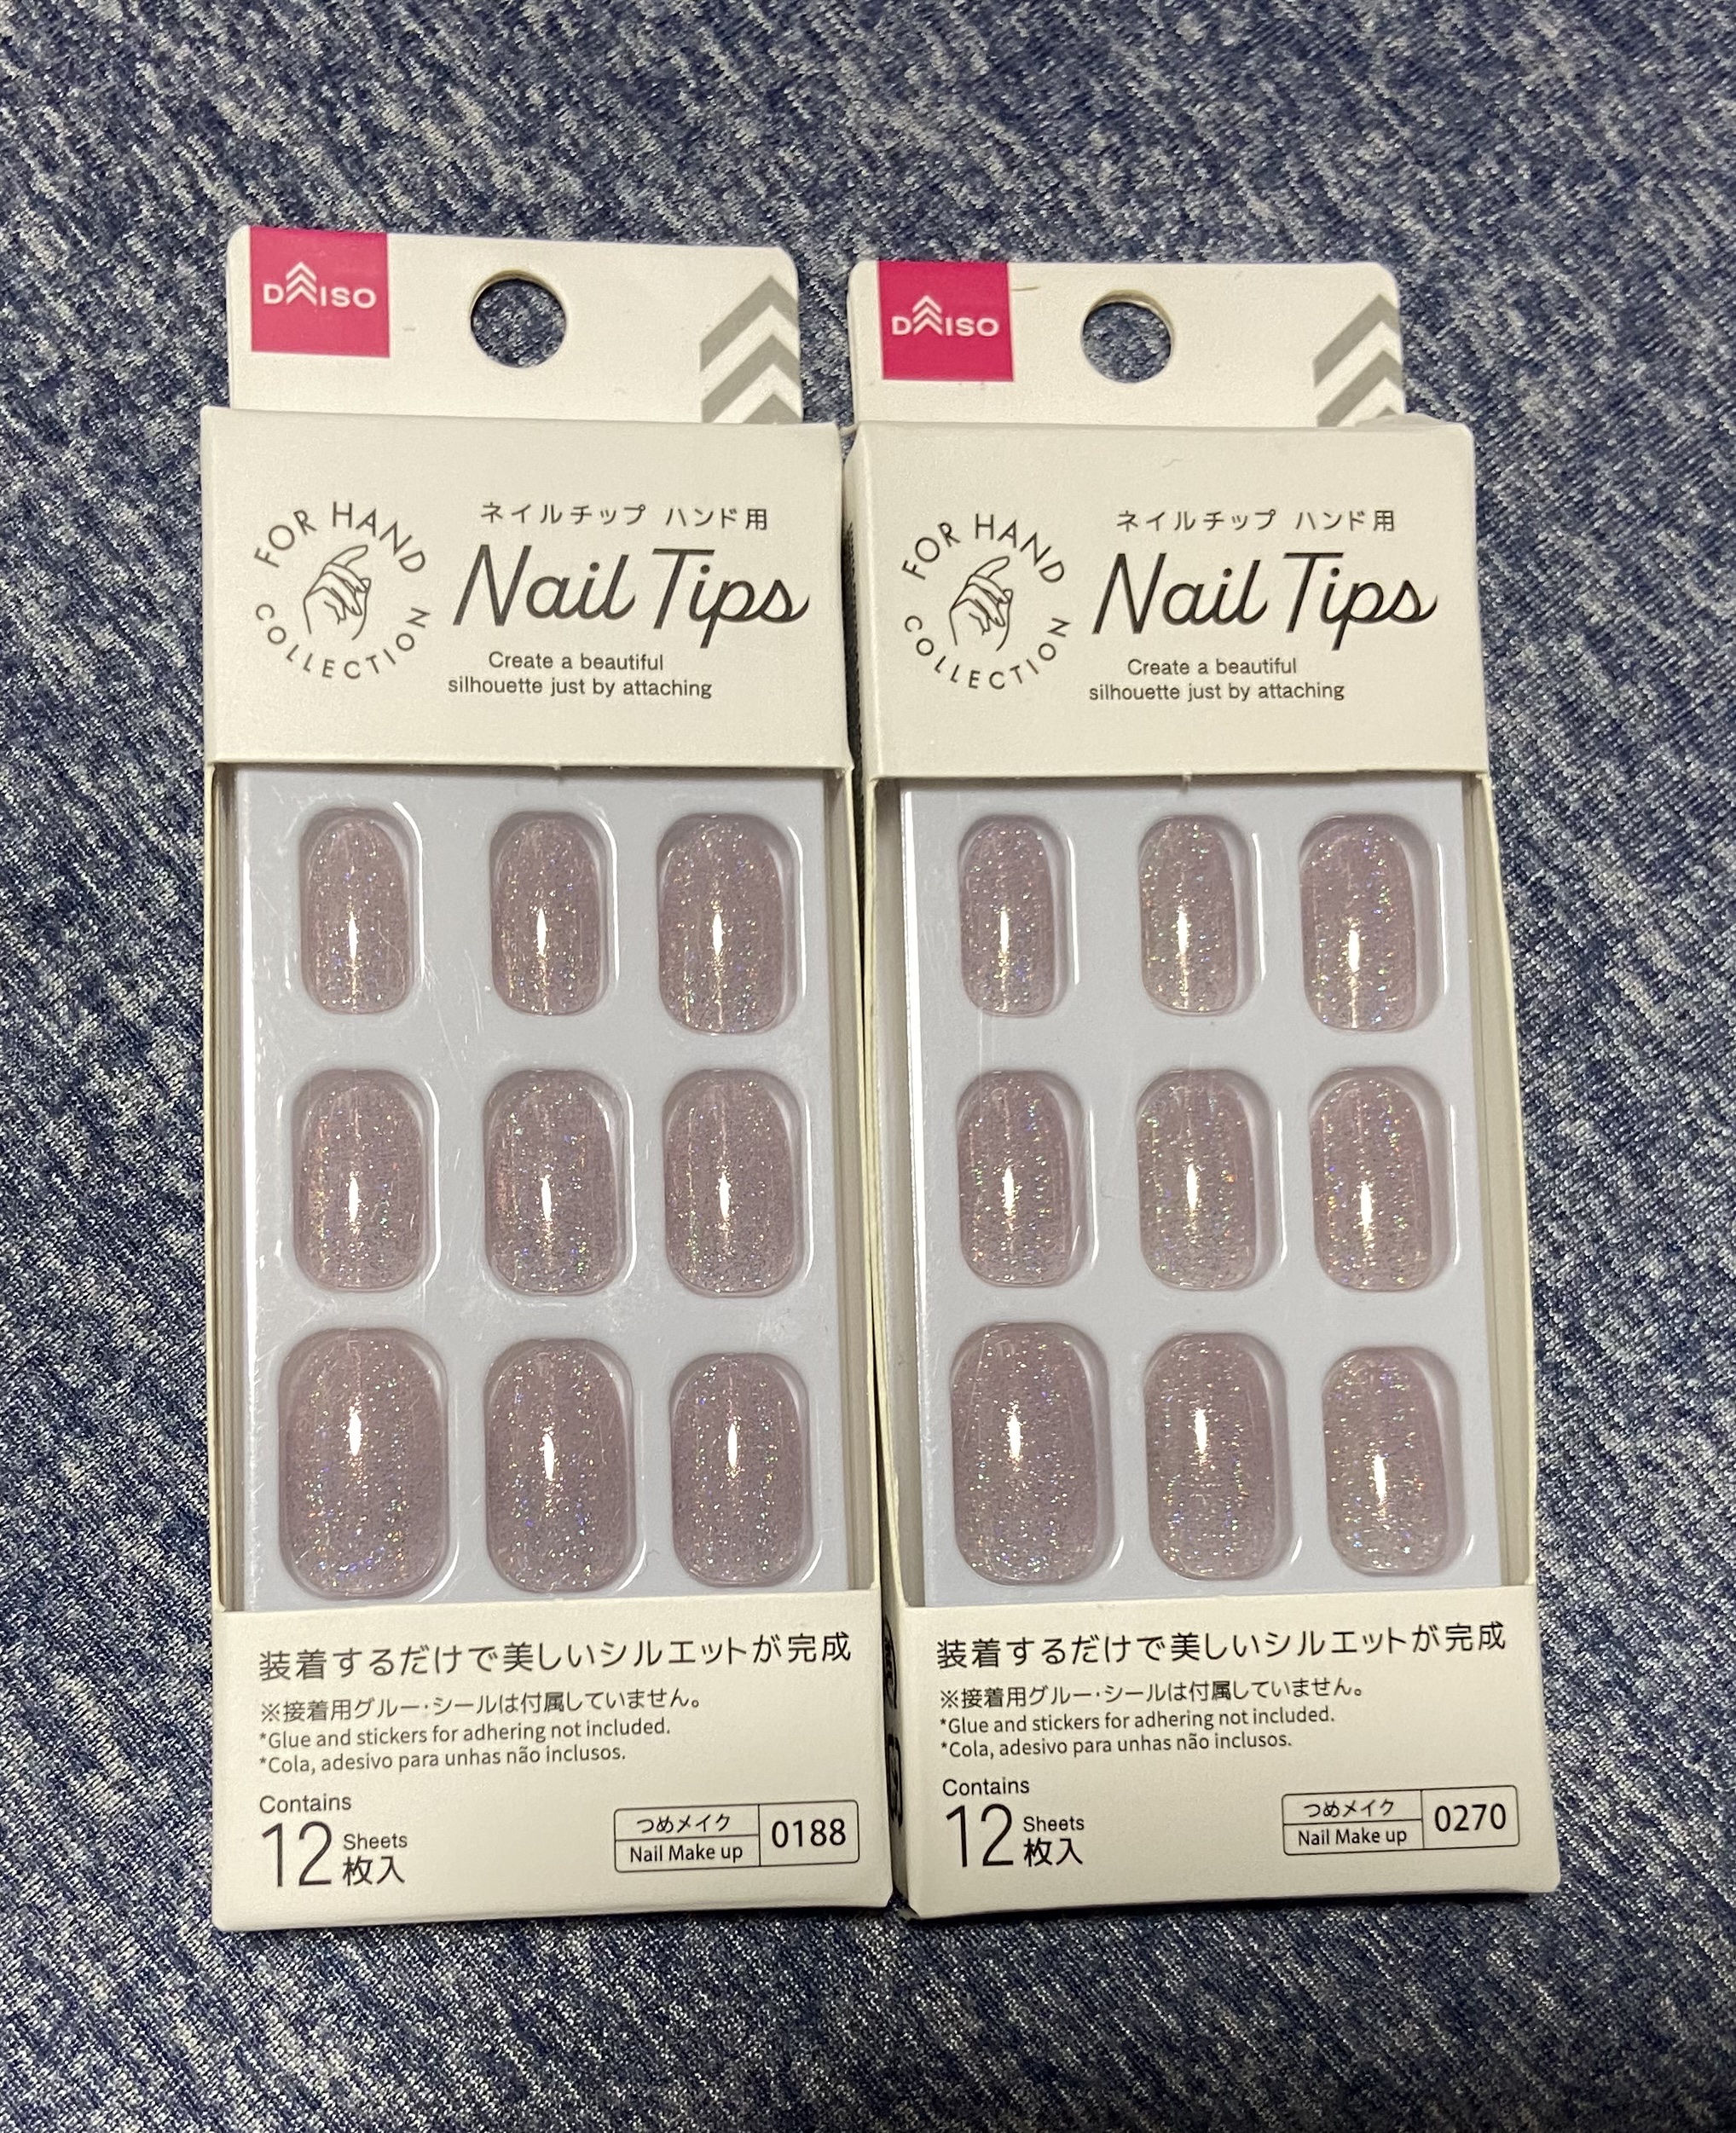 DAISO
FOR HAND
COLLECTION
ネイルチップ ハンド用
Nail Tips
Create a beautiful
silhouette just by attaching
装着するだけで美しいシルエットが完成
※接着用グルー･シールは付属していません。
*Glue and stickers for adhering not included.
*Cola, adesivo para unhas não inclusos.
Contains
12 Sheets
枚入
つめメイク
Nail Make up
0188
DAISO
FOR HAND
COLLECTION
ネイルチップ ハンド用
Nail Tips
Create a beautiful
silhouette just by attaching
装着するだけで美しいシルエットが完成
※接着用グルー･シールは付属していません。
*Glue and stickers for adhering not included.
*Cola, adesivo para unhas não inclusos.
Contains
12 Sheets
枚入
つめメイク
Nail Make up
0270